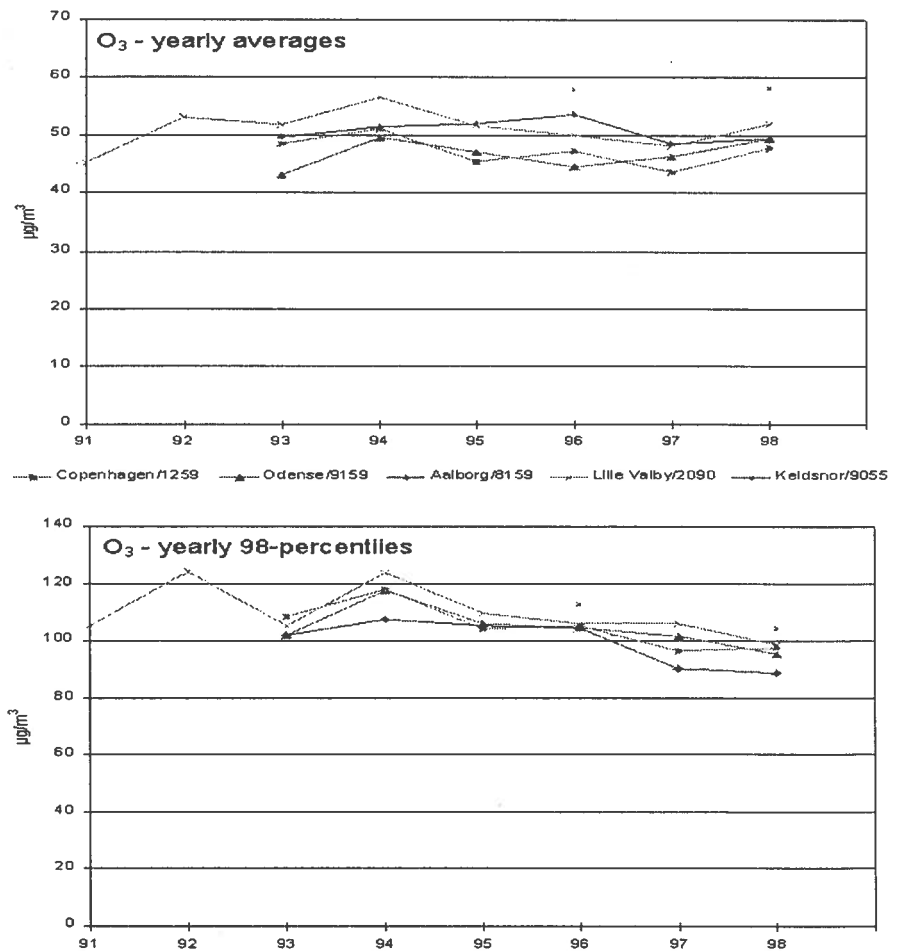 70
O₃ - yearly averages
60
50
40
µg/m³
30
20
10
0
91 92 93 94 95 96 97 98
Copenhagen/1259 Odense/9159 Aalborg/8159 Lille Valby/2090 Keldsnor/9055
140
O₃ - yearly 98-percentiles
120
100
80
µg/m³
60
40
20
0
91 92 93 94 95 96 97 98